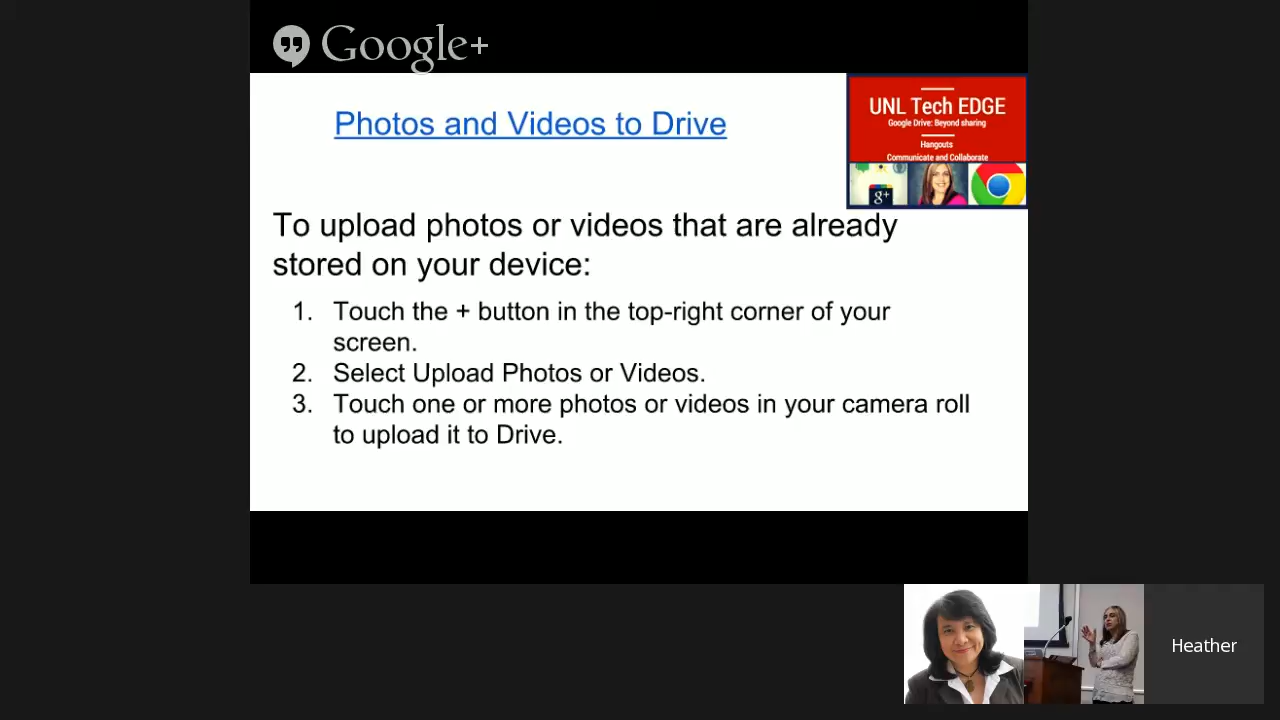 Google+
Photos and Videos to Drive
UNL Tech EDGE
Google Drive: Beyond sharing
Hangouts
Communicate and Collaborate
g+
To upload photos or videos that are already
stored on your device:
1. Touch the + button in the top-right corner of your
screen.
2. Select Upload Photos or Videos.
3. Touch one or more photos or videos in your camera roll
to upload it to Drive.
Heather